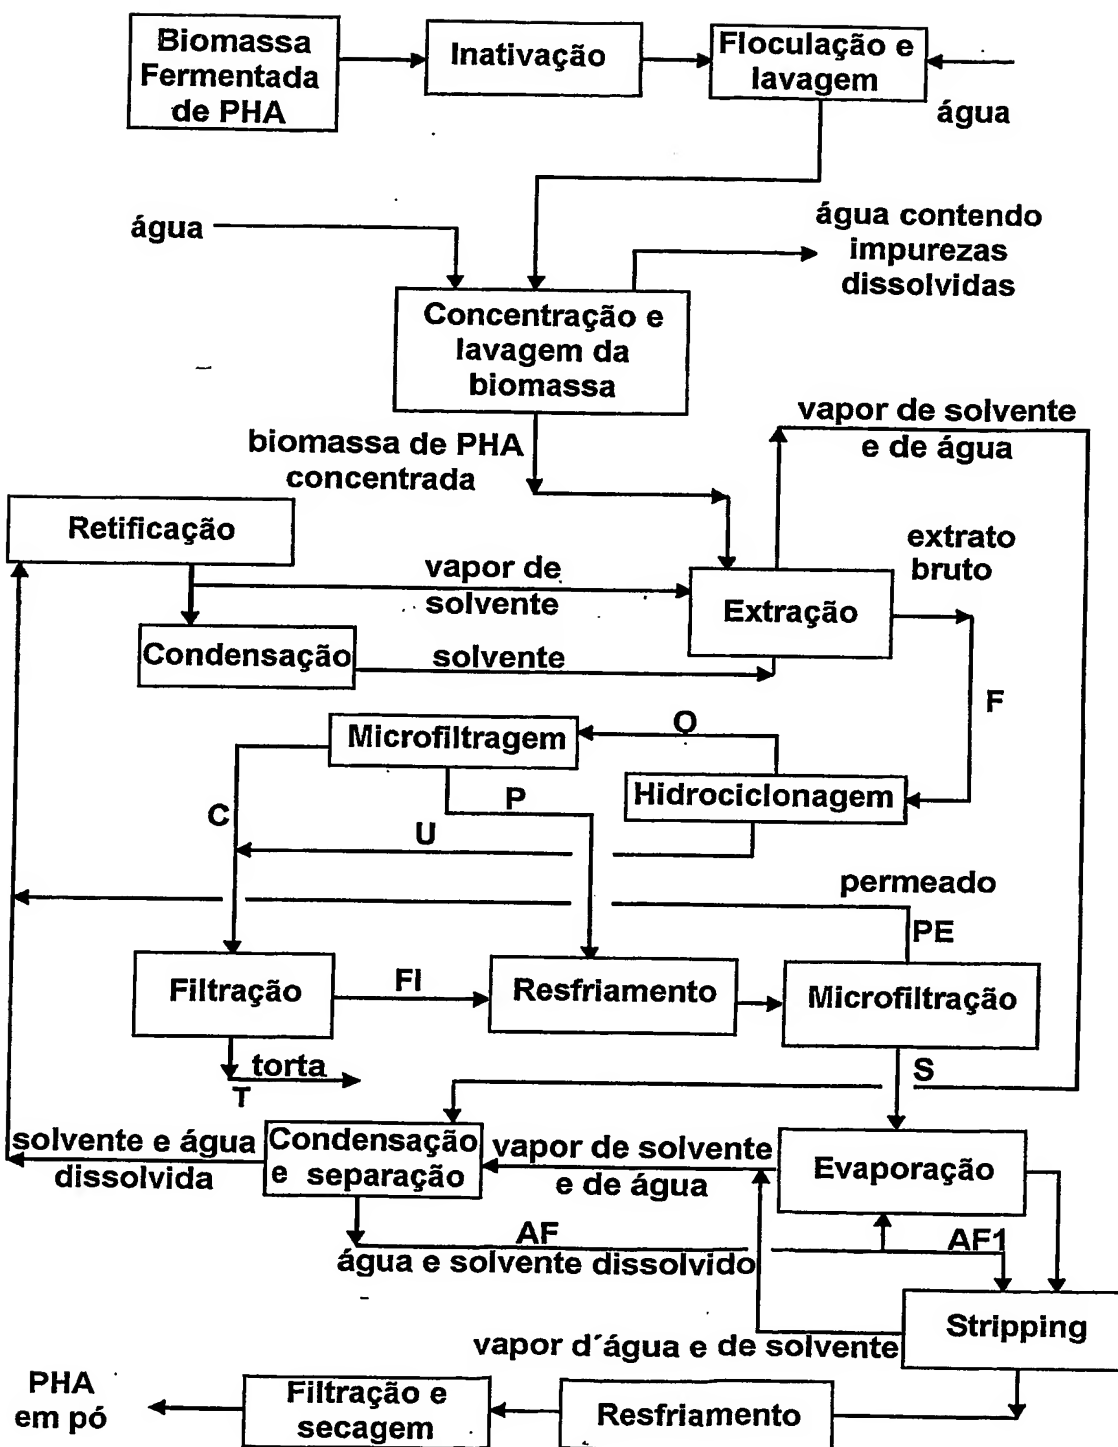 Biomassa
Fermentada
de PHA
Inativação
Floculação e
lavagem
água
água
água contendo
impurezas
dissolvidas
Concentração e
lavagem da
biomassa
vapor de solvente
e de água
biomassa de PHA
concentrada
Retificação
extrato
bruto
vapor de
solvente
Extração
Condensação
solvente
F
Microfiltragem
O
Hidrociclonagem
C
P
U
permeado
PE
Filtração
FI
Resfriamento
Microfiltração
torta
T
S
solvente e água
dissolvida
Condensação
e separação
vapor de solvente
e de água
Evaporação
AF
AF1
água e solvente dissolvido
Stripping
vapor d´água e de solvente
PHA
em pó
Filtração e
secagem
Resfriamento